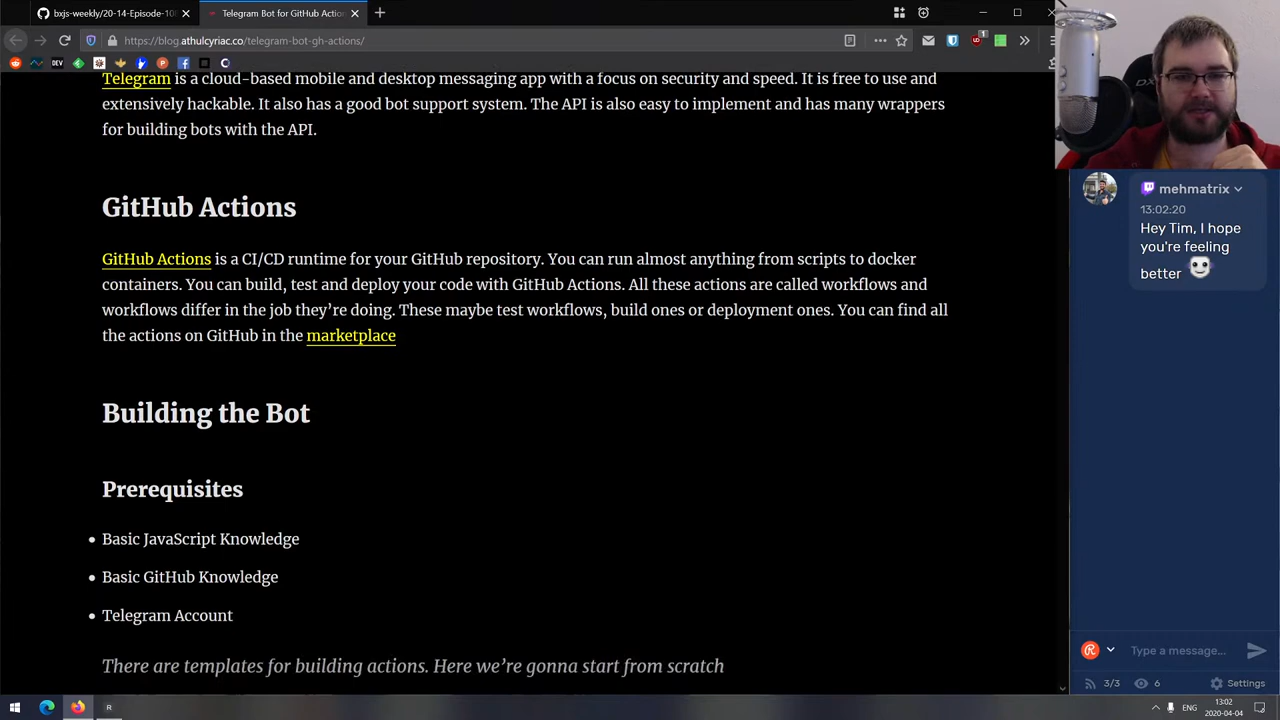 bxjs-weekly/20-14-Episode-108
Telegram Bot for GitHub Action
https://blog.athulcyriac.co/telegram-bot-gh-actions/
DEV
1
Telegram is a cloud-based mobile and desktop messaging app with a focus on security and speed. It is free to use and
extensively hackable. It also has a good bot support system. The API is also easy to implement and has many wrappers
for building bots with the API.
GitHub Actions
GitHub Actions is a CI/CD runtime for your GitHub repository. You can run almost anything from scripts to docker
containers. You can build, test and deploy your code with GitHub Actions. All these actions are called workflows and
workflows differ in the job they’re doing. These maybe test workflows, build ones or deployment ones. You can find all
the actions on GitHub in the marketplace
Building the Bot
Prerequisites
• Basic JavaScript Knowledge
• Basic GitHub Knowledge
• Telegram Account
There are templates for building actions. Here we’re gonna start from scratch
mehmatrix
13:02:20
Hey Tim, I hope
you're feeling
better
Type a message...
3/3
6
Settings
ENG
13:02
2020-04-04